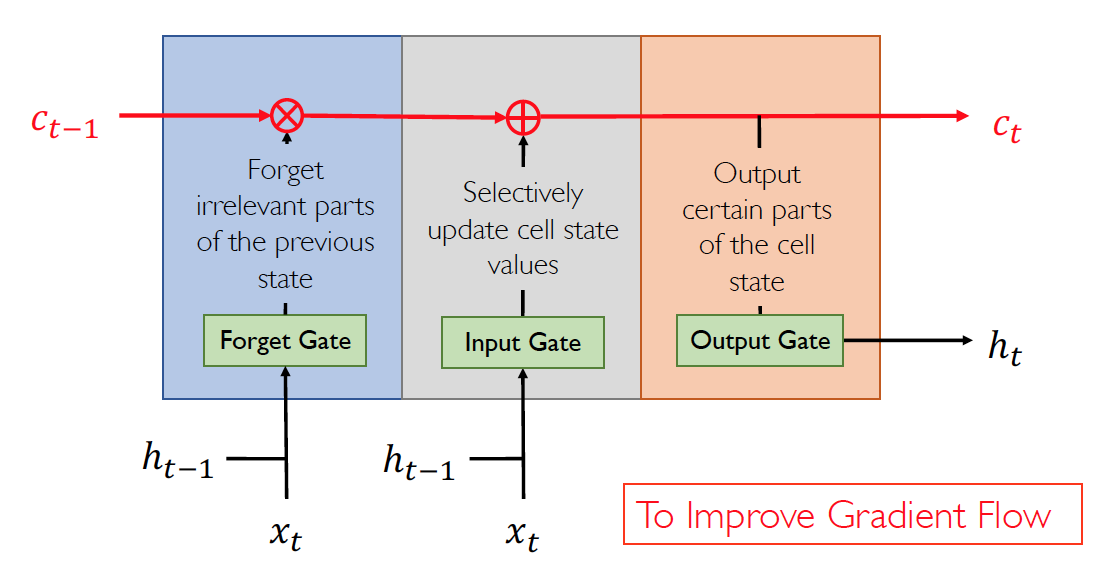 c_{t-1}
Forget
irrelevant parts
of the previous
state
Forget Gate
h_{t-1}
x_t
Selectively
update cell state
values
Input Gate
h_{t-1}
x_t
Output
certain parts
of the cell
state
Output Gate
c_t
h_t
To Improve Gradient Flow